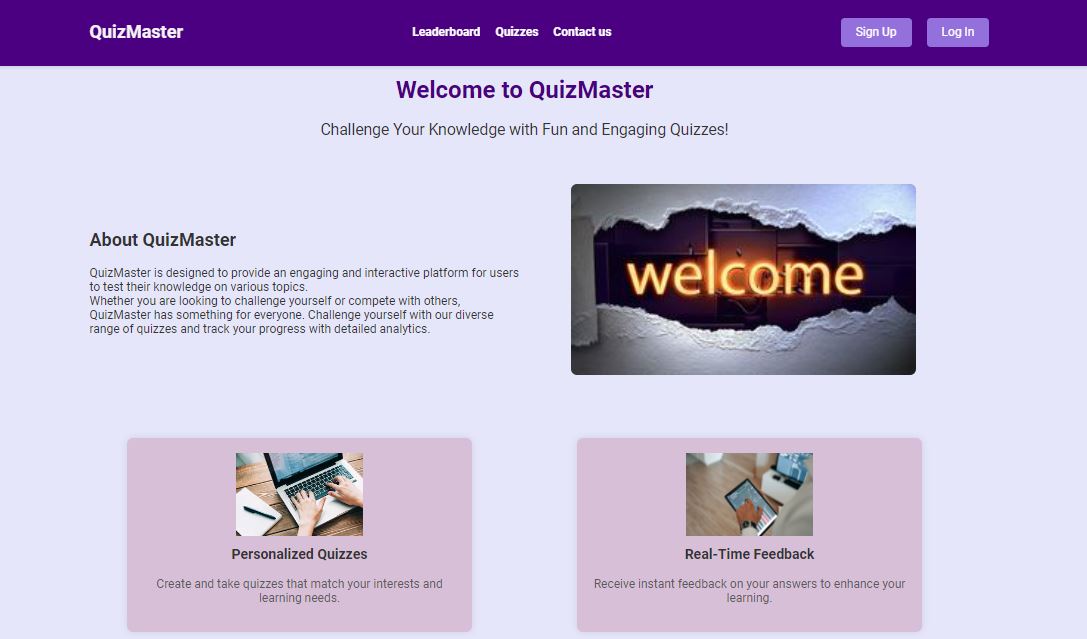 QuizMaster
Leaderboard Quizzes Contact us
Sign Up
Log In
Welcome to QuizMaster
Challenge Your Knowledge with Fun and Engaging Quizzes!
About QuizMaster
QuizMaster is designed to provide an engaging and interactive platform for users
to test their knowledge on various topics.
Whether you are looking to challenge yourself or compete with others,
QuizMaster has something for everyone. Challenge yourself with our diverse
range of quizzes and track your progress with detailed analytics.
welcome
Personalized Quizzes
Create and take quizzes that match your interests and
learning needs.
Real-Time Feedback
Receive instant feedback on your answers to enhance your
learning.